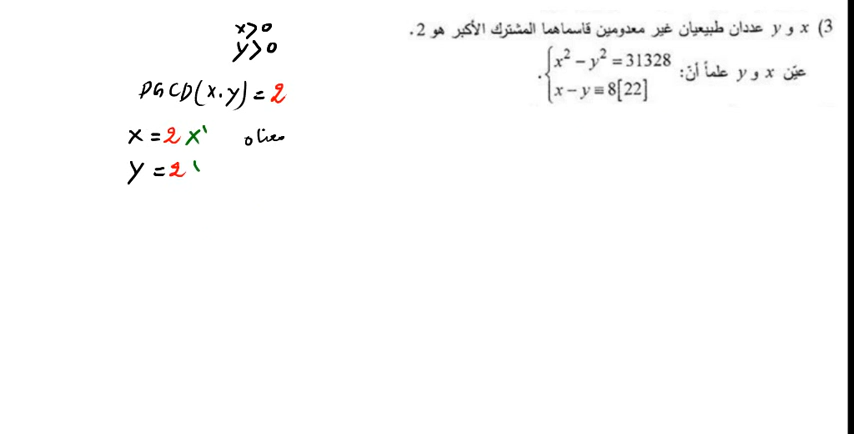 3) x و y عددان طبيعيان غير معدومين قاسماهما المشترك الأكبر هو 2.
عيّن x و y علماً أنّ: { x² − y² = 31328
x − y ≡ 8[22] .
x>0
y>0
PGCD(x.y) = 2
x = 2x'
y = 2'